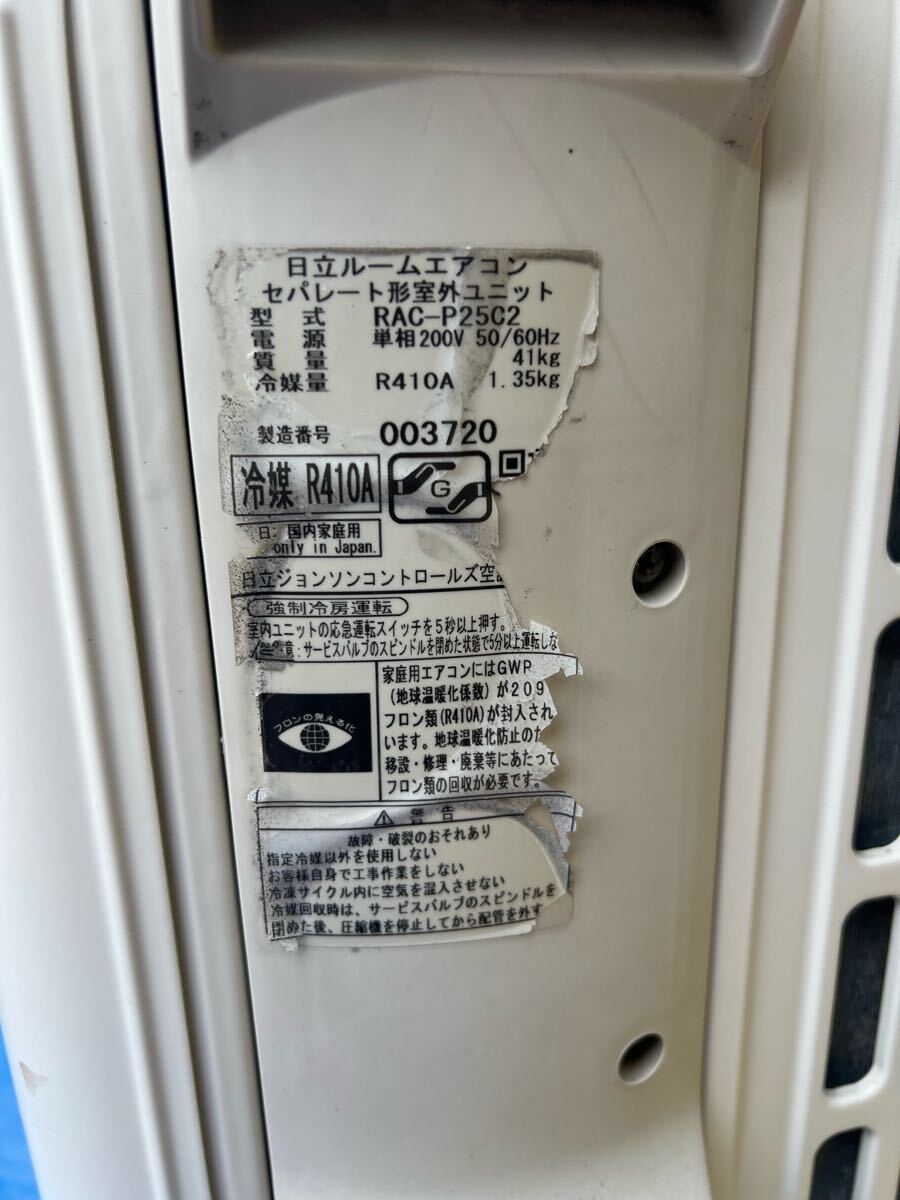 日立ルームエアコン
セパレート形室外ユニット
型 式 RAC-P25C2
電 源 単相200V 50/60Hz
質 量 41kg
冷媒量 R410A 1.35kg
製造番号 003720
冷媒 R410A
G
日: 国内家庭用
only in Japan.
日立ジョンソンコントロールズ空
強制冷房運転
室内ユニットの応急運転スイッチを5秒以上押す。
意:サービスバルブのスピンドルを閉めた状態で5分以上運転しな
フロンの見える化
家庭用エアコンにはGWP
(地球温暖化係数)が209
フロン類(R410A)が封入され
います。地球温暖化防止のた
移設・修理・廃棄等にあたって
フロン類の回収が必要です。
⚠ 警 告
故障・破裂のおそれあり
指定冷媒以外を使用しない
お客様自身で工事作業をしない
冷凍サイクル内に空気を混入させない
冷媒回収時は、サービスバルブのスピンドルを
閉めた後、圧縮機を停止してから配管を外す